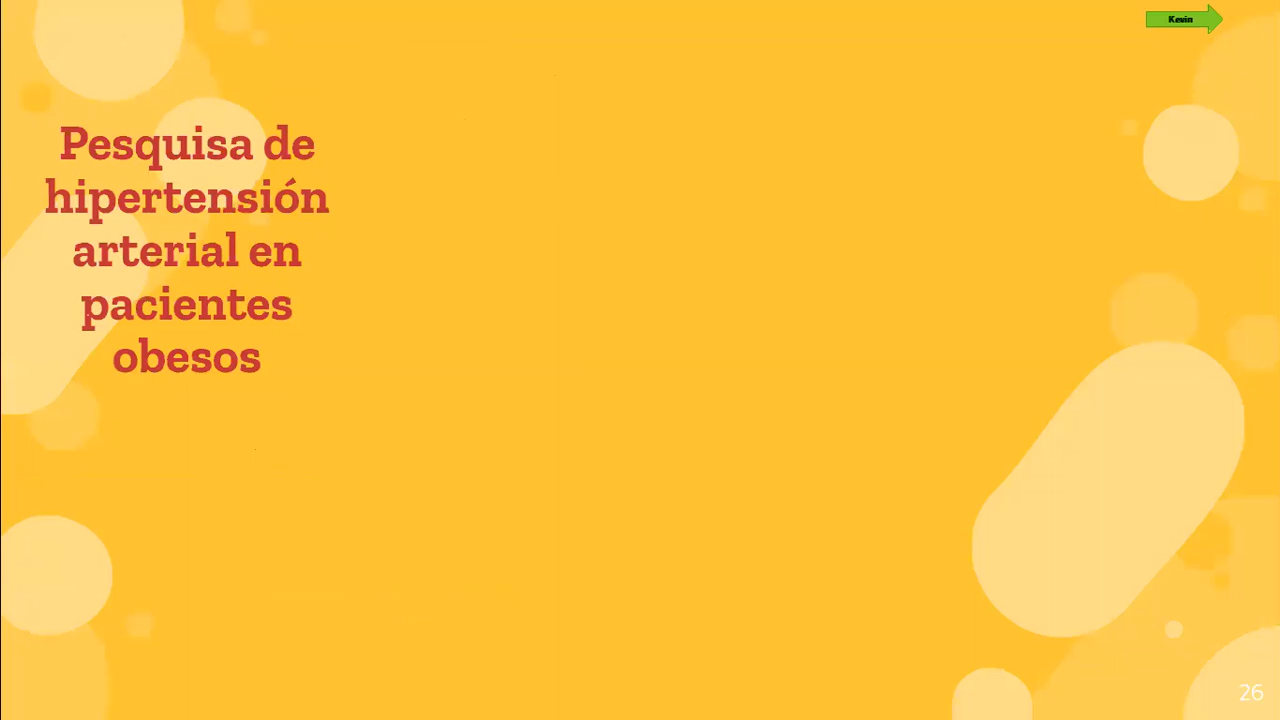 Kevin
Pesquisa de
hipertensión
arterial en
pacientes
obesos
26